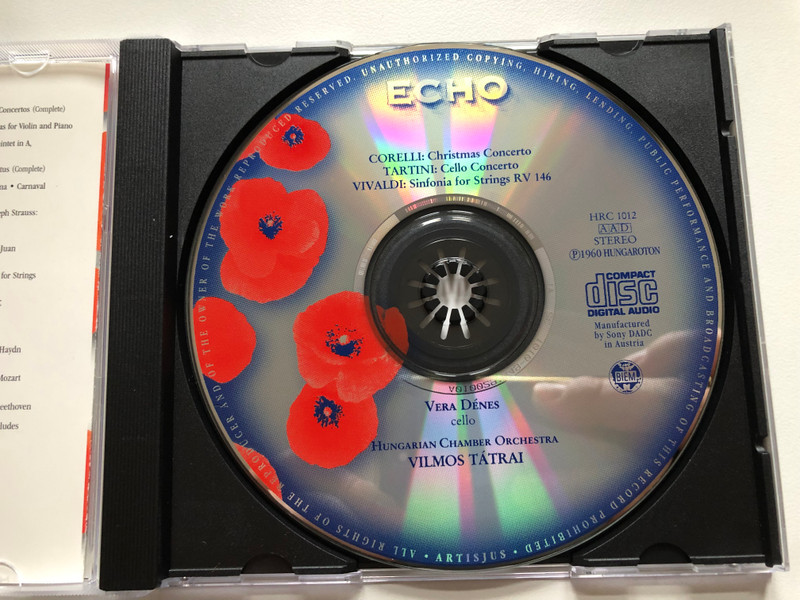 Concertos (Complete)
as for Violin and Piano
intet in A,
tus (Complete)
na • Carnaval
ph Strauss:
Juan
for Strings
Haydn
Mozart
eethoven
ludes
ALL RIGHTS OF THE REPRODUCER AND OF THE OWNER OF THE WORK REPRODUCED RESERVED. UNAUTHORIZED COPYING, HIRING, LENDING, PUBLIC PERFORMANCE AND BROADCASTING OF THIS RECORD PROHIBITED • ARTISJUS •
ECHO
CORELLI: Christmas Concerto
TARTINI: Cello Concerto
VIVALDI: Sinfonia for Strings RV 146
HRC 1012
AAD
STEREO
Ⓟ1960 HUNGAROTON
COMPACT
disc
DIGITAL AUDIO
Manufactured
by Sony DADC
in Austria
BIEM
VERA DÉNES
cello
HUNGARIAN CHAMBER ORCHESTRA
VILMOS TÁTRAI